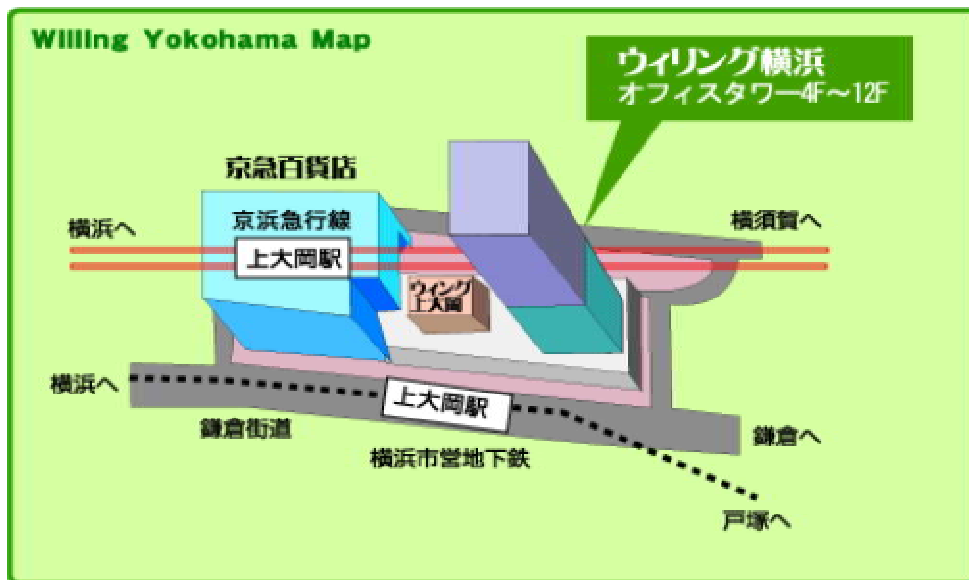 Willing Yokohama Map
ウィリング横浜
オフィスタワー4F～12F
京急百貨店
京浜急行線
横浜へ
横須賀へ
上大岡駅
ウィング
上大岡
横浜へ
上大岡駅
鎌倉街道
鎌倉へ
横浜市営地下鉄
戸塚へ